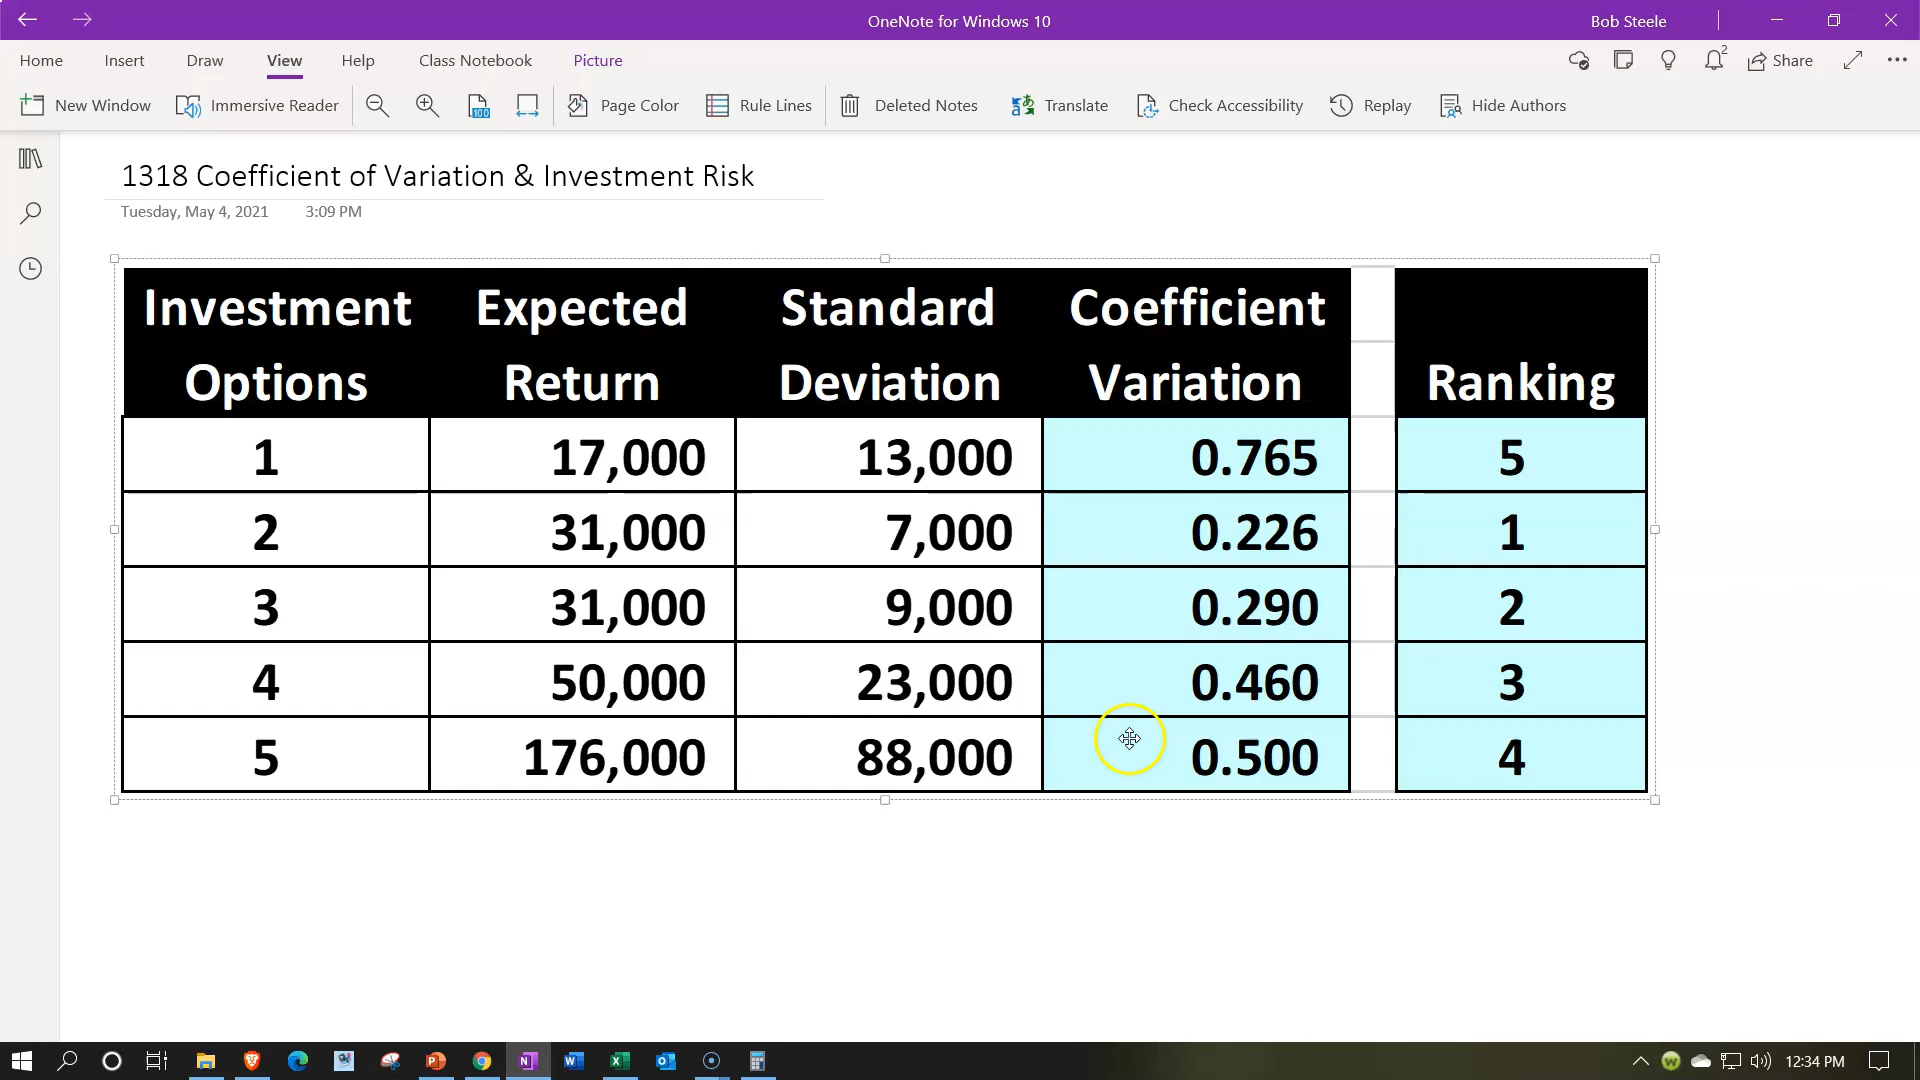 OneNote for Windows 10
Bob Steele
Home Insert Draw View Help Class Notebook Picture
2 Share
New Window Immersive Reader 100 Page Color Rule Lines Deleted Notes Translate Check Accessibility Replay Hide Authors
1318 Coefficient of Variation & Investment Risk
Tuesday, May 4, 2021 3:09 PM
Investment Expected Standard Coefficient
Options Return Deviation Variation Ranking
1 17,000 13,000 0.765 5
2 31,000 7,000 0.226 1
3 31,000 9,000 0.290 2
4 50,000 23,000 0.460 3
5 176,000 88,000 0.500 4
12:34 PM